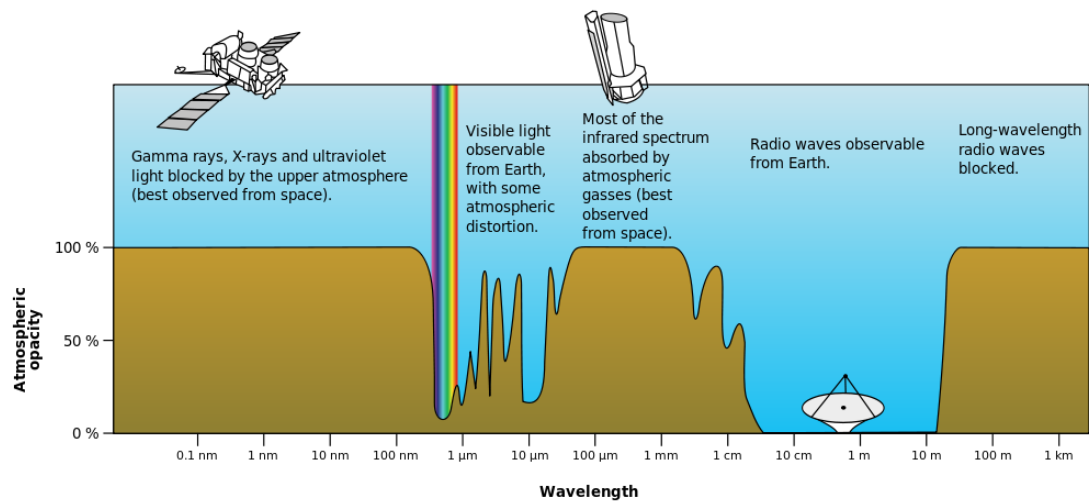 Gamma rays, X-rays and ultraviolet
light blocked by the upper atmosphere
(best observed from space).
Visible light
observable
from Earth,
with some
atmospheric
distortion.
Most of the
infrared spectrum
absorbed by
atmospheric
gasses (best
observed
from space).
Radio waves observable
from Earth.
Long-wavelength
radio waves
blocked.
Atmospheric
opacity
100 %
50 %
0 %
0.1 nm
1 nm
10 nm
100 nm
1 µm
10 µm
100 µm
1 mm
1 cm
10 cm
1 m
10 m
100 m
1 km
Wavelength